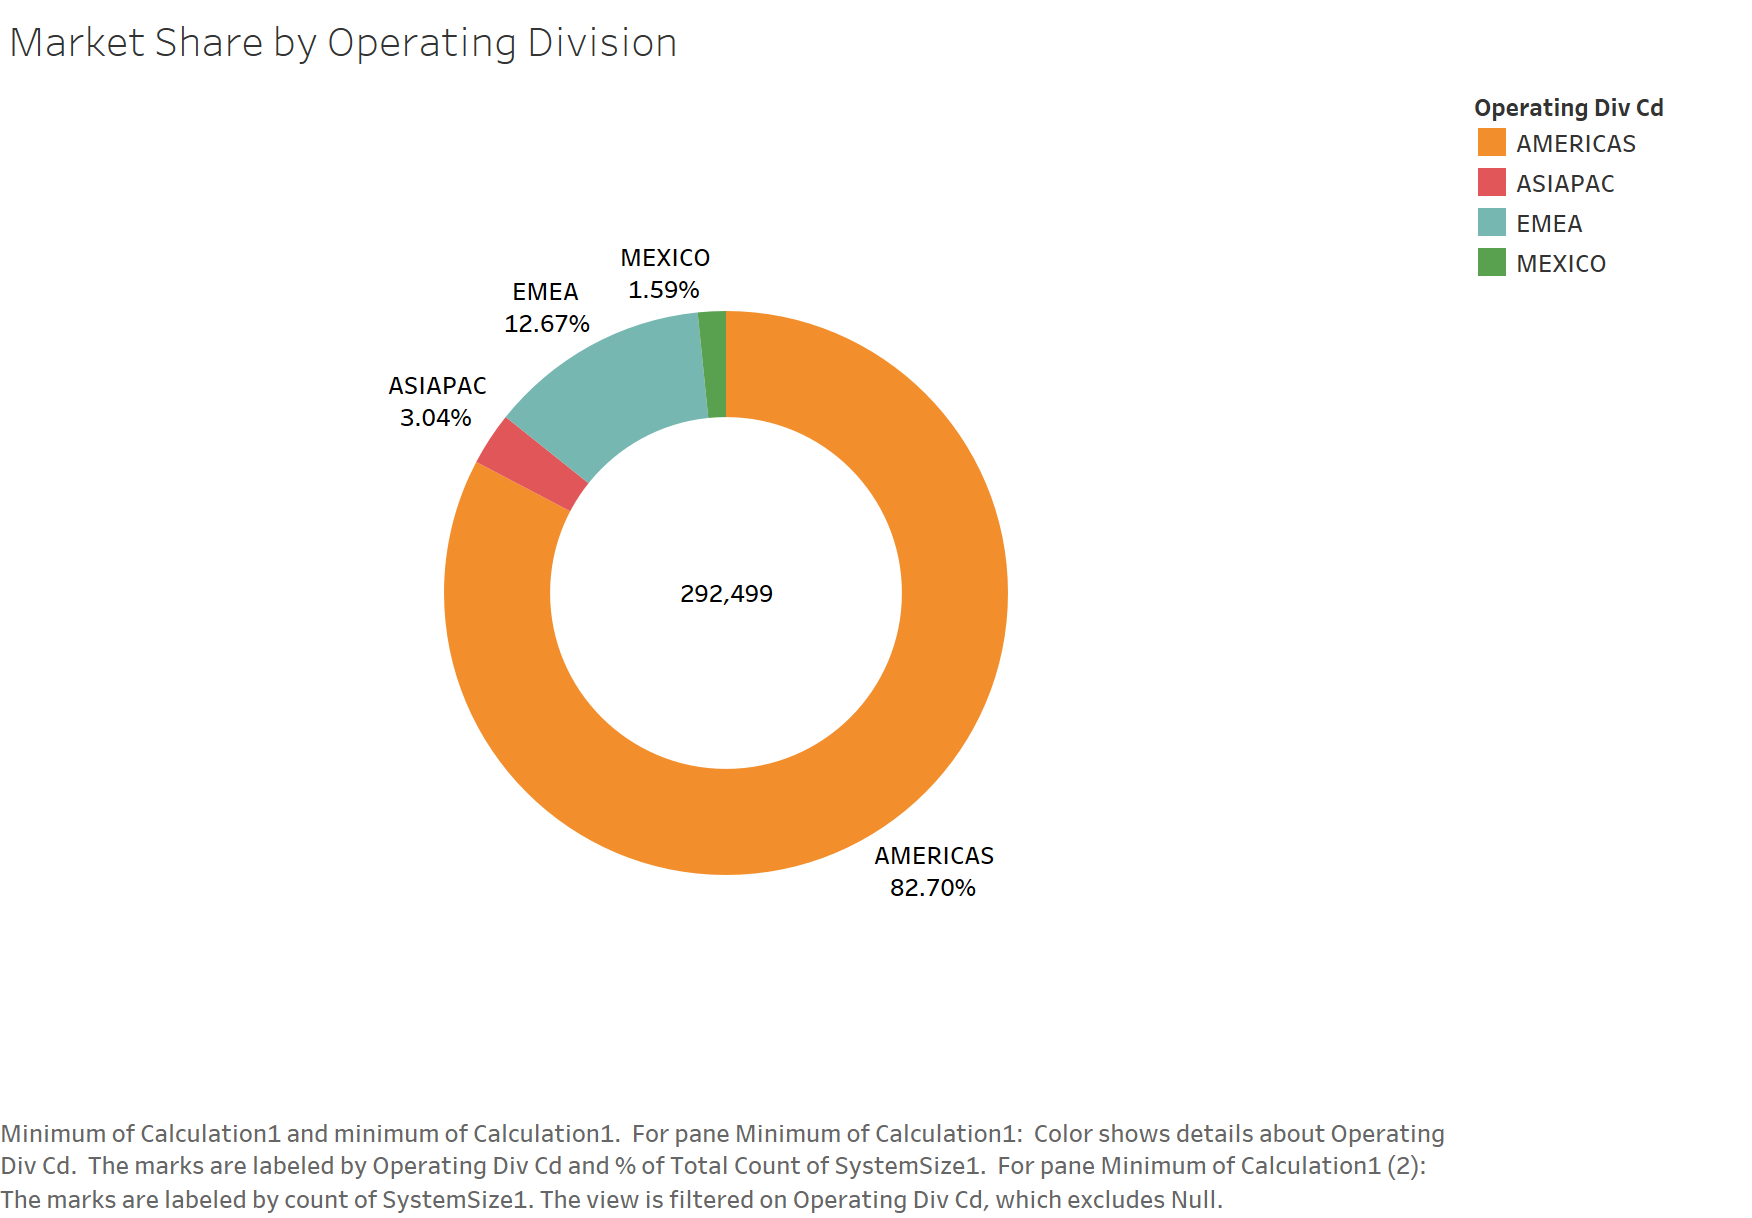 Market Share by Operating Division
Operating Div Cd
AMERICAS
ASIAPAC
EMEA
MEXICO
MEXICO
1.59%
EMEA
12.67%
ASIAPAC
3.04%
292,499
AMERICAS
82.70%
Minimum of Calculation1 and minimum of Calculation1.  For pane Minimum of Calculation1:  Color shows details about Operating
Div Cd.  The marks are labeled by Operating Div Cd and % of Total Count of SystemSize1.  For pane Minimum of Calculation1 (2):
The marks are labeled by count of SystemSize1. The view is filtered on Operating Div Cd, which excludes Null.